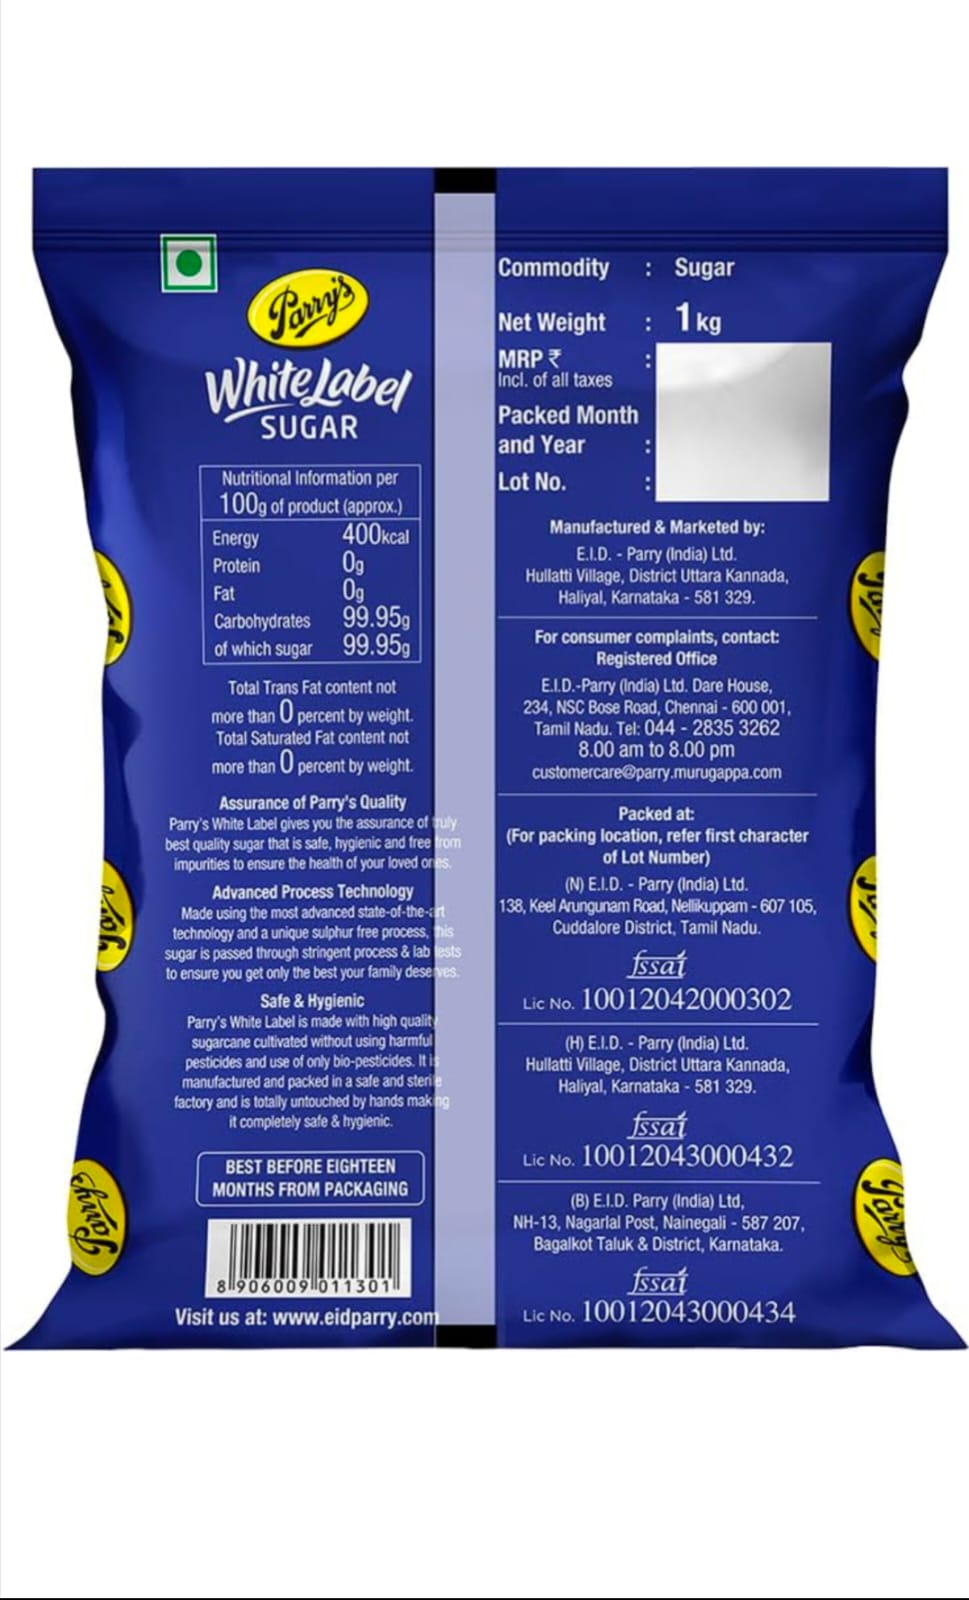 Parry's
White Label
SUGAR
Nutritional Information per
100g of product (approx.)
Energy 400kcal
Protein 0g
Fat 0g
Carbohydrates 99.95g
of which sugar 99.95g
Total Trans Fat content not
more than 0 percent by weight.
Total Saturated Fat content not
more than 0 percent by weight.
Assurance of Parry's Quality
Parry's White Label gives you the assurance of truly
best quality sugar that is safe, hygienic and free from
impurities to ensure the health of your loved ones.
Advanced Process Technology
Made using the most advanced state-of-the-art
technology and a unique sulphur free process, this
sugar is passed through stringent process & lab tests
to ensure you get only the best your family deserves.
Safe & Hygienic
Parry's White Label is made with high quality
sugarcane cultivated without using harmful
pesticides and use of only bio-pesticides. It is
manufactured and packed in a safe and sterile
factory and is totally untouched by hands making
it completely safe & hygienic.
BEST BEFORE EIGHTEEN
MONTHS FROM PACKAGING
8 906009 011301
Visit us at: www.eidparry.com
Commodity : Sugar
Net Weight : 1 kg
MRP ₹ :
Incl. of all taxes
Packed Month
and Year :
Lot No. :
Manufactured & Marketed by:
E.I.D. - Parry (India) Ltd.
Hullatti Village, District Uttara Kannada,
Haliyal, Karnataka - 581 329.
For consumer complaints, contact:
Registered Office
E.I.D.-Parry (India) Ltd. Dare House,
234, NSC Bose Road, Chennai - 600 001,
Tamil Nadu. Tel: 044 - 2835 3262
8.00 am to 8.00 pm
customercare@parry.murugappa.com
Packed at:
(For packing location, refer first character
of Lot Number)
(N) E.I.D. - Parry (India) Ltd.
138, Keel Arungunam Road, Nellikuppam - 607 105,
Cuddalore District, Tamil Nadu.
fssai
Lic No. 10012042000302
(H) E.I.D. - Parry (India) Ltd.
Hullatti Village, District Uttara Kannada,
Haliyal, Karnataka - 581 329.
fssai
Lic No. 10012043000432
(B) E.I.D. Parry (India) Ltd,
NH-13, Nagarlal Post, Nainegali - 587 207,
Bagalkot Taluk & District, Karnataka.
fssai
Lic No. 10012043000434
Parry's
Parry's